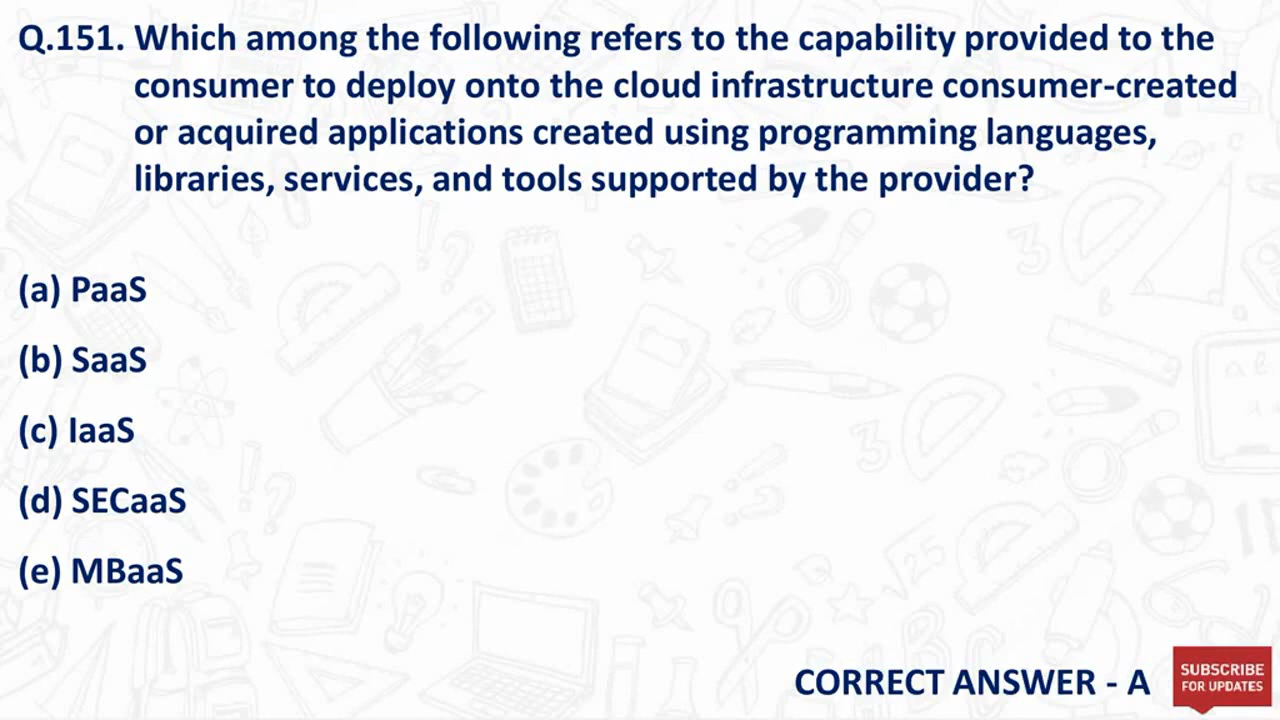 Q.151. Which among the following refers to the capability provided to the
consumer to deploy onto the cloud infrastructure consumer-created
or acquired applications created using programming languages,
libraries, services, and tools supported by the provider?
(a) PaaS
(b) SaaS
(c) IaaS
(d) SECaaS
(e) MBaaS
CORRECT ANSWER - A
SUBSCRIBE
FOR UPDATES